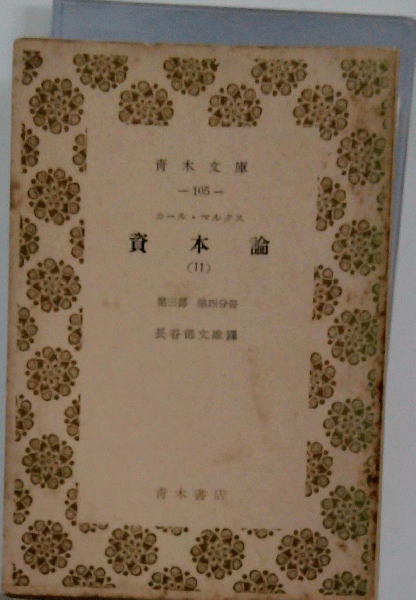 青木文庫
—105—
カール・マルクス
資本論
(11)
第三部 第四分冊
長谷部文雄譯
青木書店